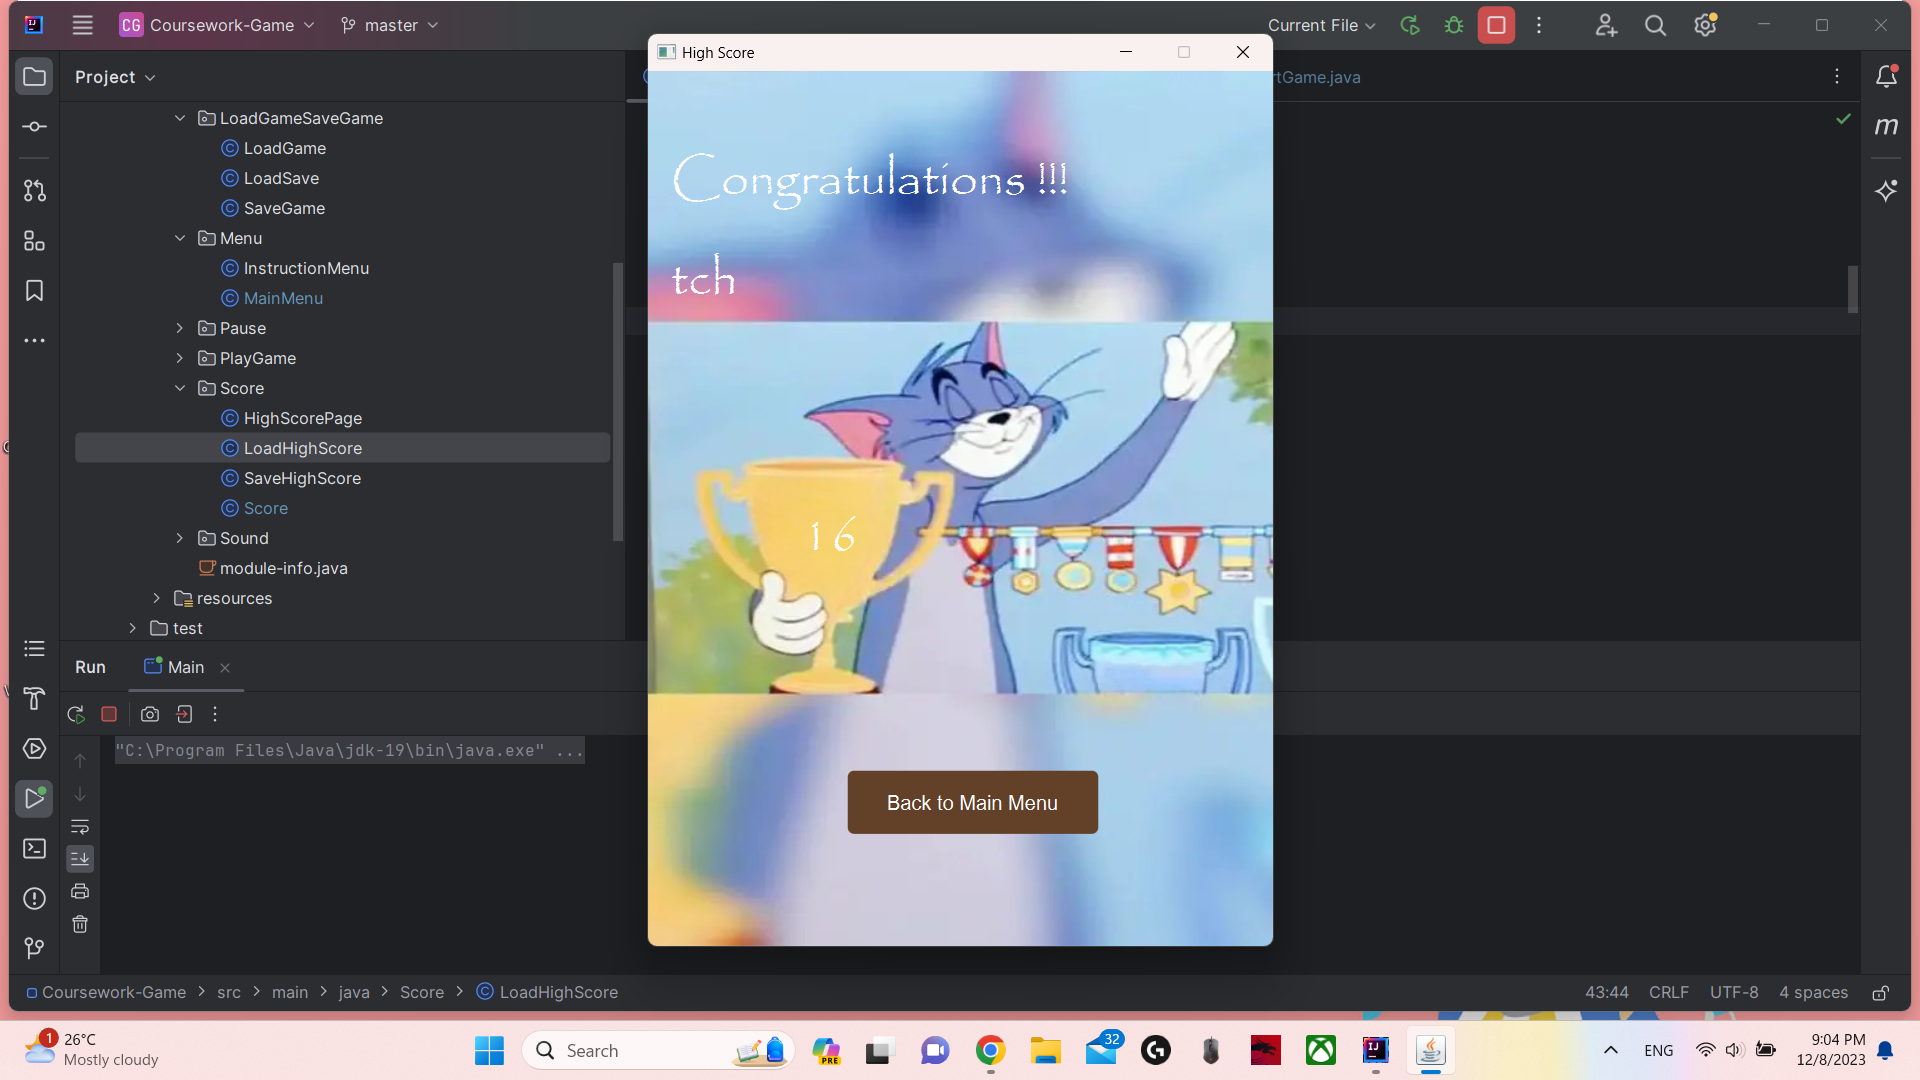 CG Coursework-Game master Current File
High Score
Project
rtGame.java
LoadGameSaveGame
LoadGame
LoadSave
SaveGame
Menu
InstructionMenu
MainMenu
Pause
PlayGame
Score
HighScorePage
LoadHighScore
SaveHighScore
Score
Sound
module-info.java
resources
test
Congratulations !!!
tch
16
Back to Main Menu
Run Main
"C:\Program Files\Java\jdk-19\bin\java.exe" ...
Coursework-Game > src > main > java > Score > LoadHighScore
43:44 CRLF UTF-8 4 spaces
1 26°C
Mostly cloudy
Search
PRE
32
ENG
9:04 PM
12/8/2023